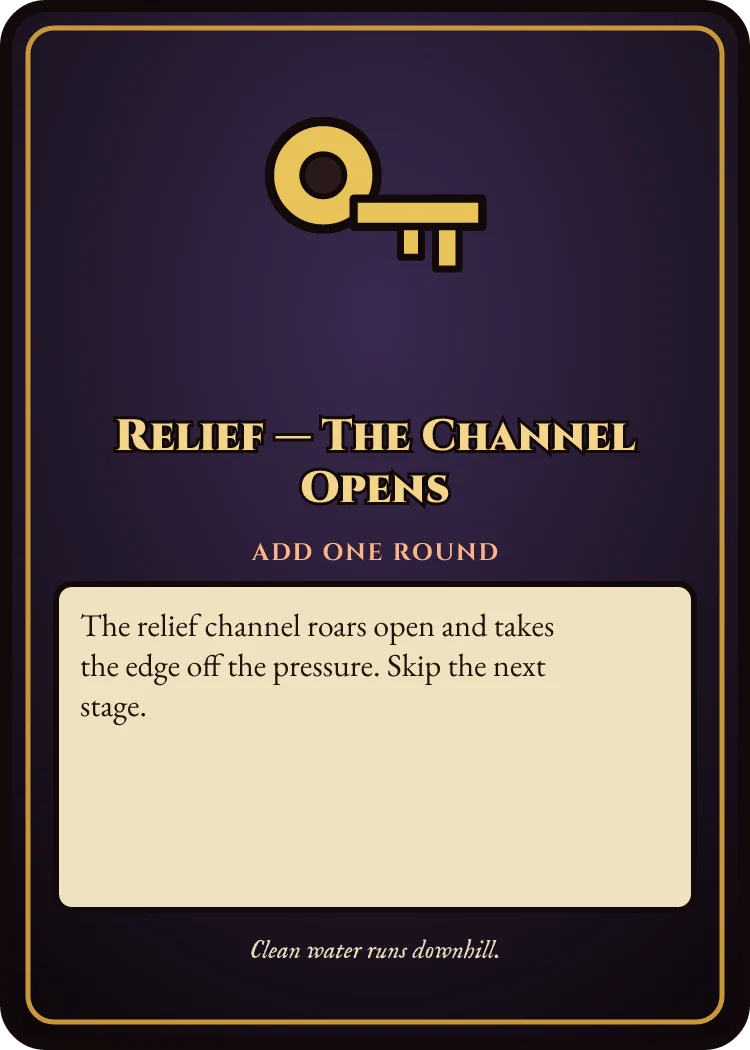 Relief — The Channel
Opens
ADD ONE ROUND
The relief channel roars open and takes
the edge off the pressure. Skip the next
stage.
Clean water runs downhill.